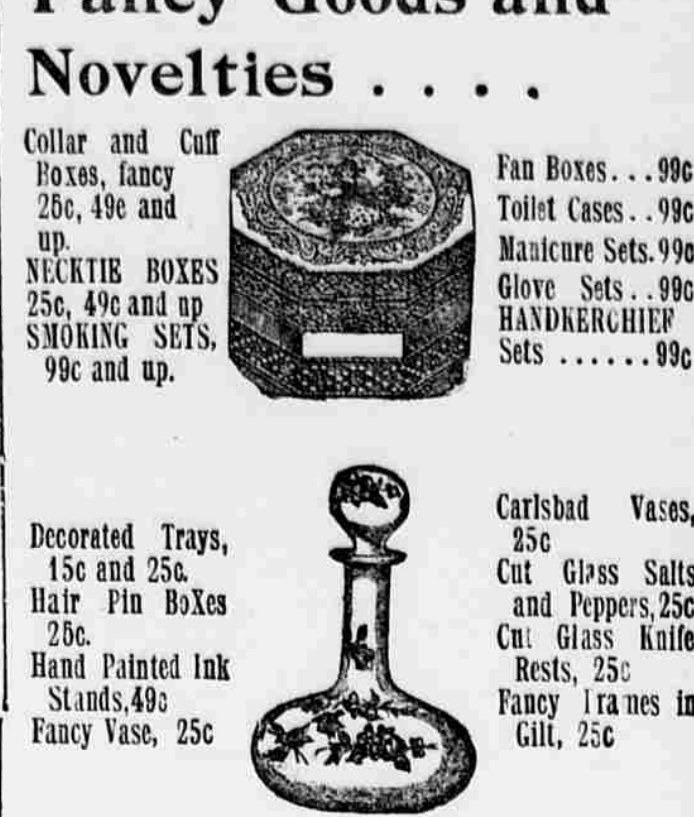 Fancy Goods and
Novelties . . . .
Collar and Cuff
Boxes, fancy
25c, 49c and
up.
NECKTIE BOXES
25c, 49c and up
SMOKING SETS,
99c and up.
Fan Boxes...99c
Toilet Cases..99c
Manicure Sets.99c
Glove Sets..99c
HANDKERCHIEF
Sets ......99c
Decorated Trays,
15c and 25c.
Hair Pin BoXes
25c.
Hand Painted Ink
Stands,49c
Fancy Vase, 25c
Carlsbad Vases,
25c
Cut Glass Salts
and Peppers,25c
Cut Glass Knife
Rests, 25c
Fancy Frames in
Gilt, 25c